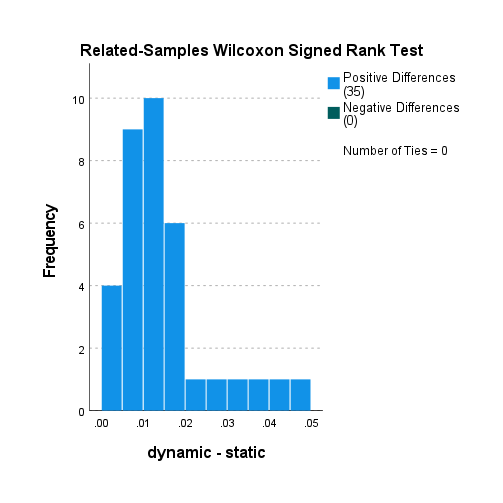 Related-Samples Wilcoxon Signed Rank Test
Positive Differences
(35)
Negative Differences
(0)
Number of Ties = 0
Frequency
10
8
6
4
2
0
.00 .01 .02 .03 .04 .05
dynamic - static